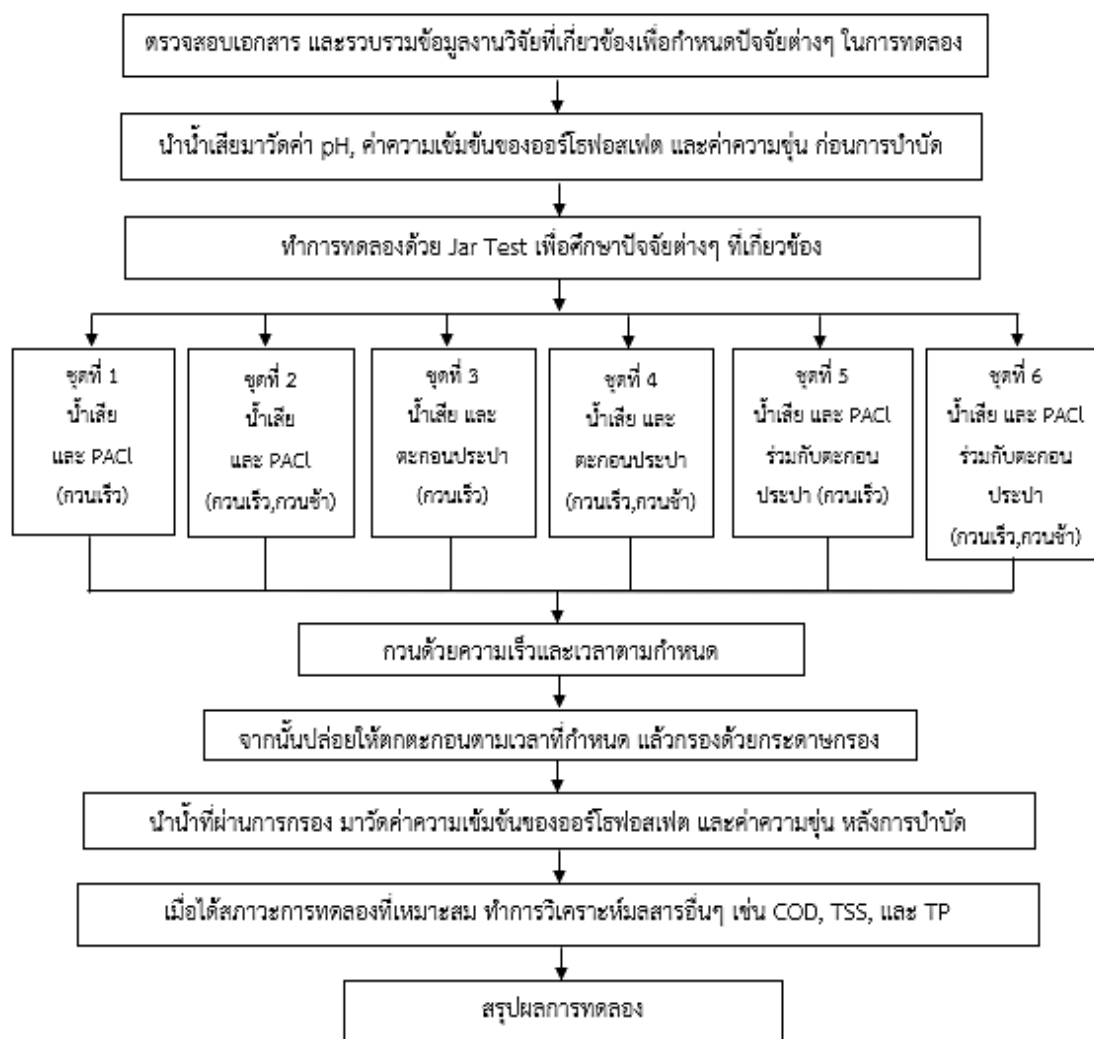 ตรวจสอบเอกสาร และรวบรวมข้อมูลงานวิจัยที่เกี่ยวข้องเพื่อกำหนดปัจจัยต่างๆ ในการทดลอง
นำน้ำเสียมาวัดค่า pH, ค่าความเข้มข้นของออร์โธฟอสเฟต และค่าความขุ่น ก่อนการบำบัด
ทำการทดลองด้วย Jar Test เพื่อศึกษาปัจจัยต่างๆ ที่เกี่ยวข้อง
ชุดที่ 1
น้ำเสีย
และ PACl
(กวนเร็ว)
ชุดที่ 2
น้ำเสีย
และ PACl
(กวนเร็ว,กวนช้า)
ชุดที่ 3
น้ำเสีย และ
ตะกอนประปา
(กวนเร็ว)
ชุดที่ 4
น้ำเสีย และ
ตะกอนประปา
(กวนเร็ว,กวนช้า)
ชุดที่ 5
น้ำเสีย และ PACl
ร่วมกับตะกอน
ประปา (กวนเร็ว)
ชุดที่ 6
น้ำเสีย และ PACl
ร่วมกับตะกอน
ประปา
(กวนเร็ว,กวนช้า)
กวนด้วยความเร็วและเวลาตามกำหนด
จากนั้นปล่อยให้ตกตะกอนตามเวลาที่กำหนด แล้วกรองด้วยกระดาษกรอง
นำน้ำที่ผ่านการกรอง มาวัดค่าความเข้มข้นของออร์โธฟอสเฟต และค่าความขุ่น หลังการบำบัด
เมื่อได้สภาวะการทดลองที่เหมาะสม ทำการวิเคราะห์มลสารอื่นๆ เช่น COD, TSS, และ TP
สรุปผลการทดลอง